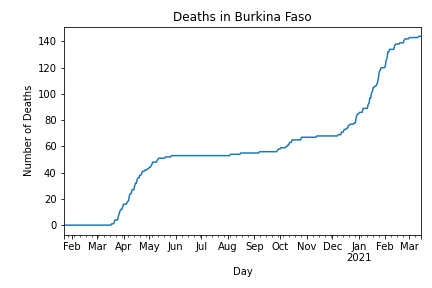 Deaths in Burkina Faso
Number of Deaths
140
120
100
80
60
40
20
0
Feb Mar Apr May Jun Jul Aug Sep Oct Nov Dec Jan Feb Mar
2021
Day